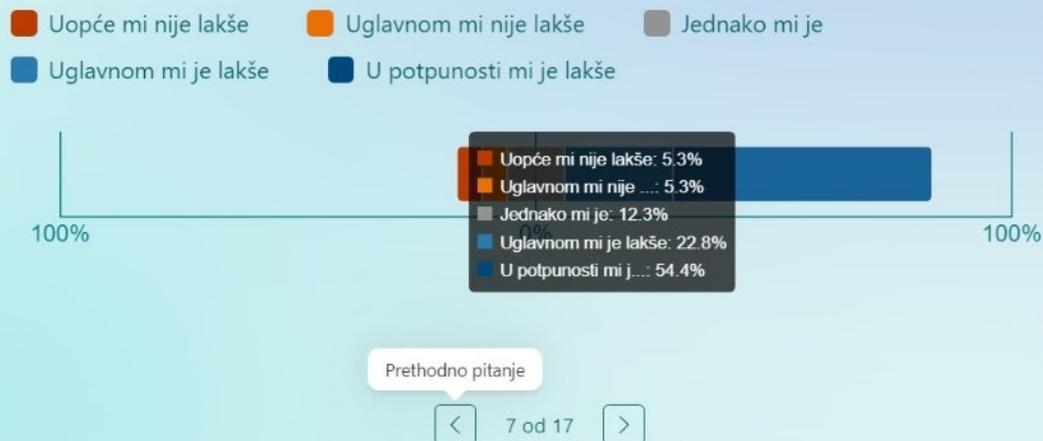 Uopće mi nije lakše Uglavnom mi nije lakše Jednako mi je
Uglavnom mi je lakše U potpunosti mi je lakše
Uopće mi nije lakše: 5.3%
Uglavnom mi nije ...: 5.3%
Jednako mi je: 12.3%
100% 0% 100%
Uglavnom mi je lakše: 22.8%
U potpunosti mi j...: 54.4%
Prethodno pitanje
< 7 od 17 >